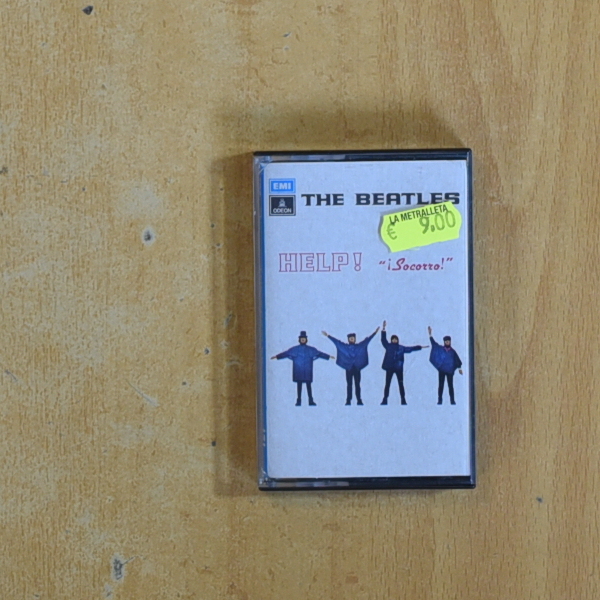 EMI
ODEON
THE BEATLES
LA METRALLETA
€ 9.00
HELP! "¡Socorro!"